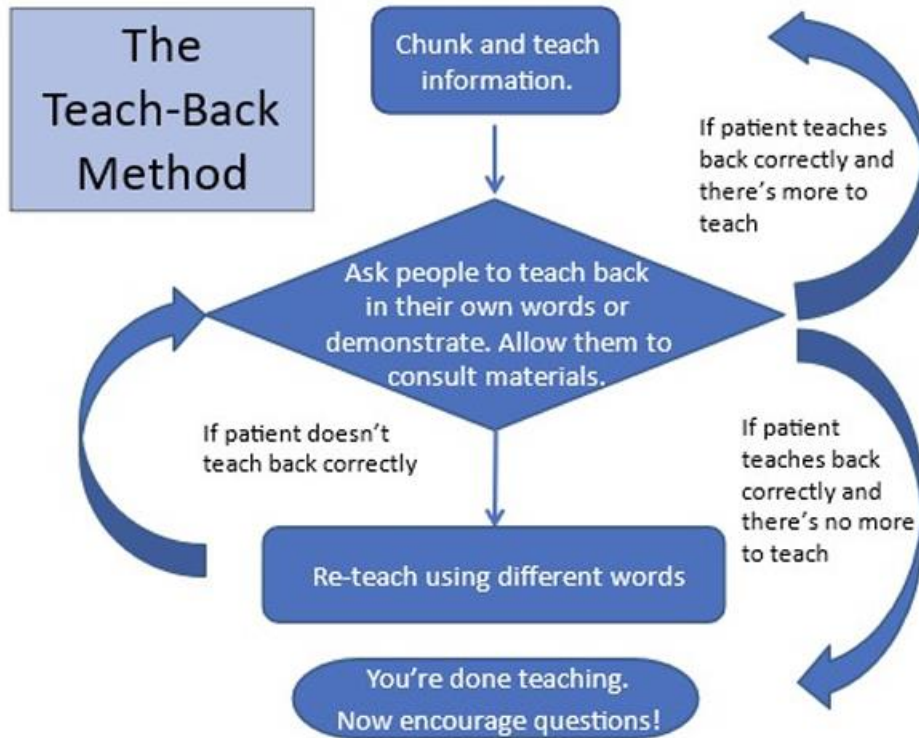 The
Teach-Back
Method
Chunk and teach
information.
If patient teaches
back correctly and
there's more to
teach
Ask people to teach back
in their own words or
demonstrate. Allow them to
consult materials.
If patient doesn't
teach back correctly
If patient
teaches back
correctly and
there's no more
to teach
Re-teach using different words
You're done teaching.
Now encourage questions!